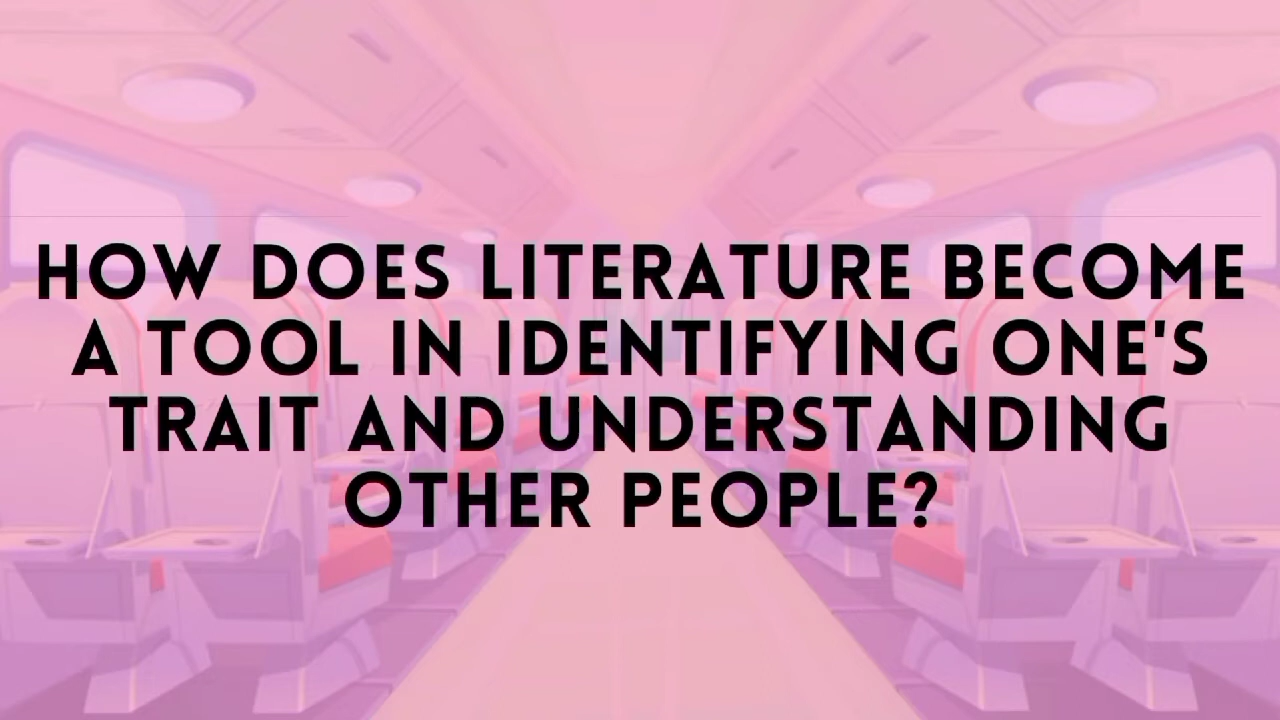 HOW DOES LITERATURE BECOME
A TOOL IN IDENTIFYING ONE'S
TRAIT AND UNDERSTANDING
OTHER PEOPLE?